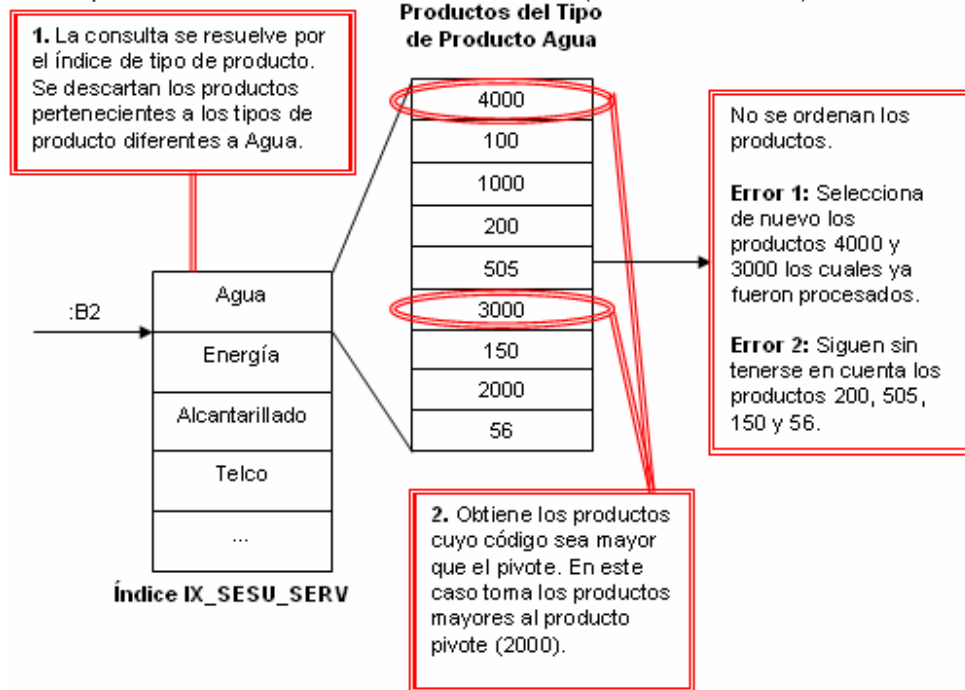 Productos del Tipo
de Producto Agua
1. La consulta se resuelve por
el índice de tipo de producto.
Se descartan los productos
pertenecientes a los tipos de
producto diferentes a Agua.
4000
100
1000
200
505
3000
150
2000
56
No se ordenan los
productos.
Error 1: Selecciona
de nuevo los
productos 4000 y
3000 los cuales ya
fueron procesados.
Error 2: Siguen sin
tenerse en cuenta los
productos 200, 505,
150 y 56.
:B2
Agua
Energía
Alcantarillado
Telco
...
Índice IX_SESU_SERV
2. Obtiene los productos
cuyo código sea mayor
que el pivote. En este
caso toma los productos
mayores al producto
pivote (2000).